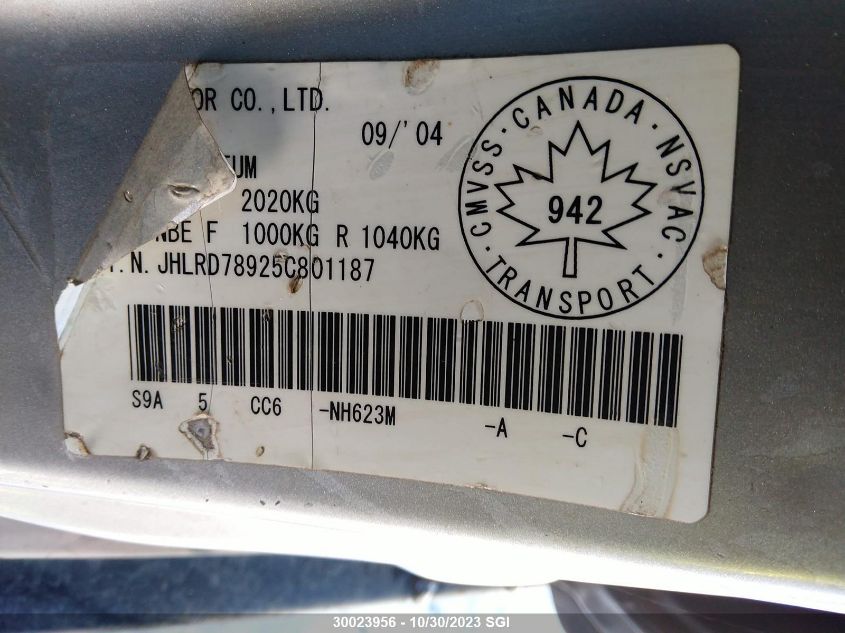 OR CO.,LTD.
09/'04
2020KG
NBE F 1000KG R 1040KG
.N. JHLRD78925C801187
S9A 5 CC6 -NH623M -A -C
CANADA · NSVAC · TRANSPORT · CMVSS ·
942
30023956 - 10/30/2023 SGI